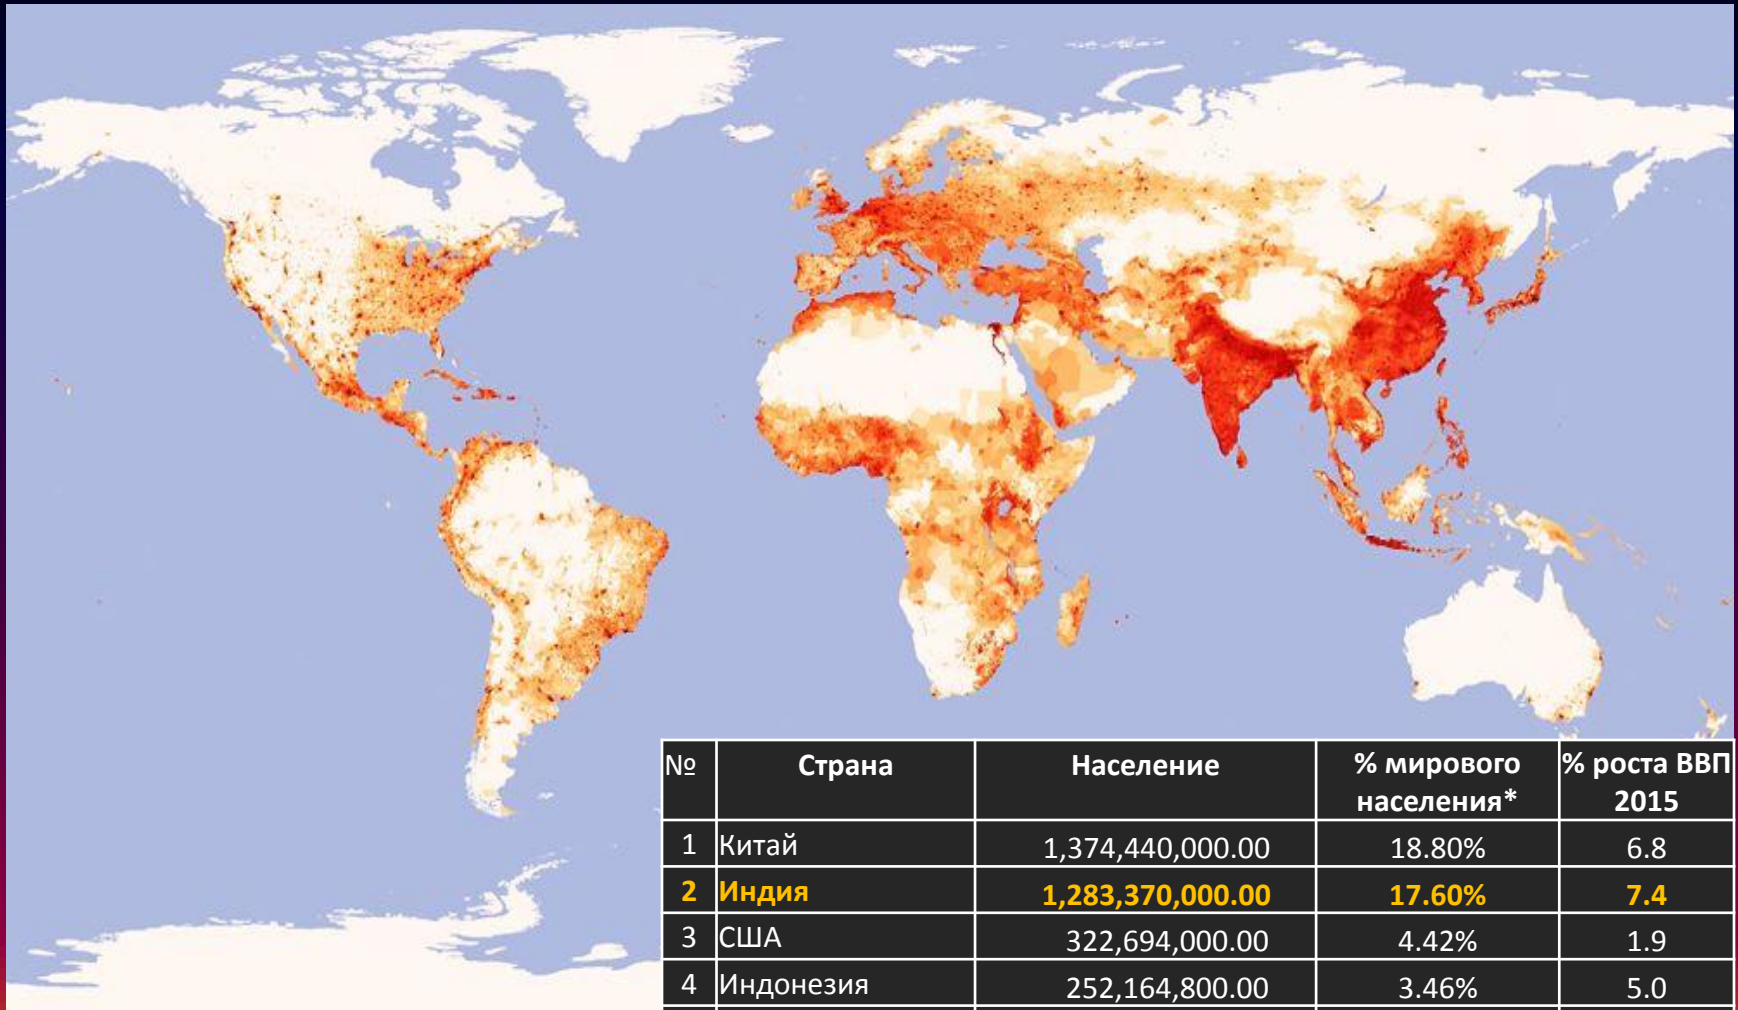 № Страна Население % мирового населения* % роста ВВП 2015
1 Китай 1,374,440,000.00 18.80% 6.8
2 Индия 1,283,370,000.00 17.60% 7.4
3 США 322,694,000.00 4.42% 1.9
4 Индонезия 252,164,800.00 3.46% 5.0